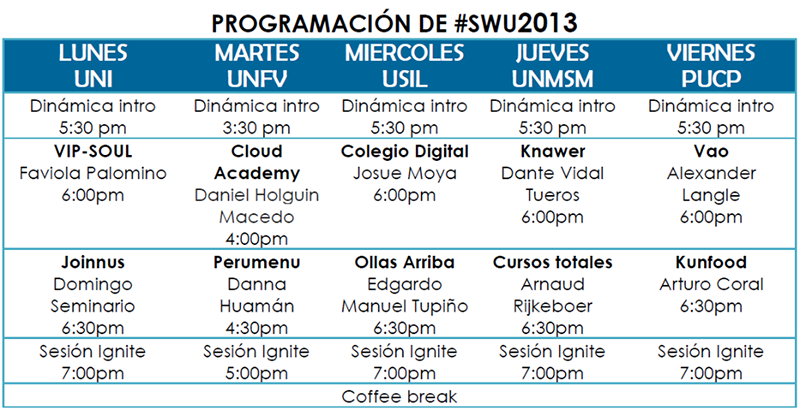 PROGRAMACIÓN DE #SWU2013
LUNES
UNI
MARTES
UNFV
MIERCOLES
USIL
JUEVES
UNMSM
VIERNES
PUCP
Dinámica intro
5:30 pm
Dinámica intro
3:30 pm
Dinámica intro
5:30 pm
Dinámica intro
5:30 pm
Dinámica intro
5:30 pm
VIP-SOUL
Faviola Palomino
6:00pm
Cloud
Academy
Daniel Holguin
Macedo
4:00pm
Colegio Digital
Josue Moya
6:00pm
Knawer
Dante Vidal
Tueros
6:00pm
Vao
Alexander
Langle
6:00pm
Joinnus
Domingo
Seminario
6:30pm
Perumenu
Danna
Huamán
4:30pm
Ollas Arriba
Edgardo
Manuel Tupiño
6:30pm
Cursos totales
Arnaud
Rijkeboer
6:30pm
Kunfood
Arturo Coral
6:30pm
Sesión Ignite
7:00pm
Sesión Ignite
5:00pm
Sesión Ignite
7:00pm
Sesión Ignite
7:00pm
Sesión Ignite
7:00pm
Coffee break